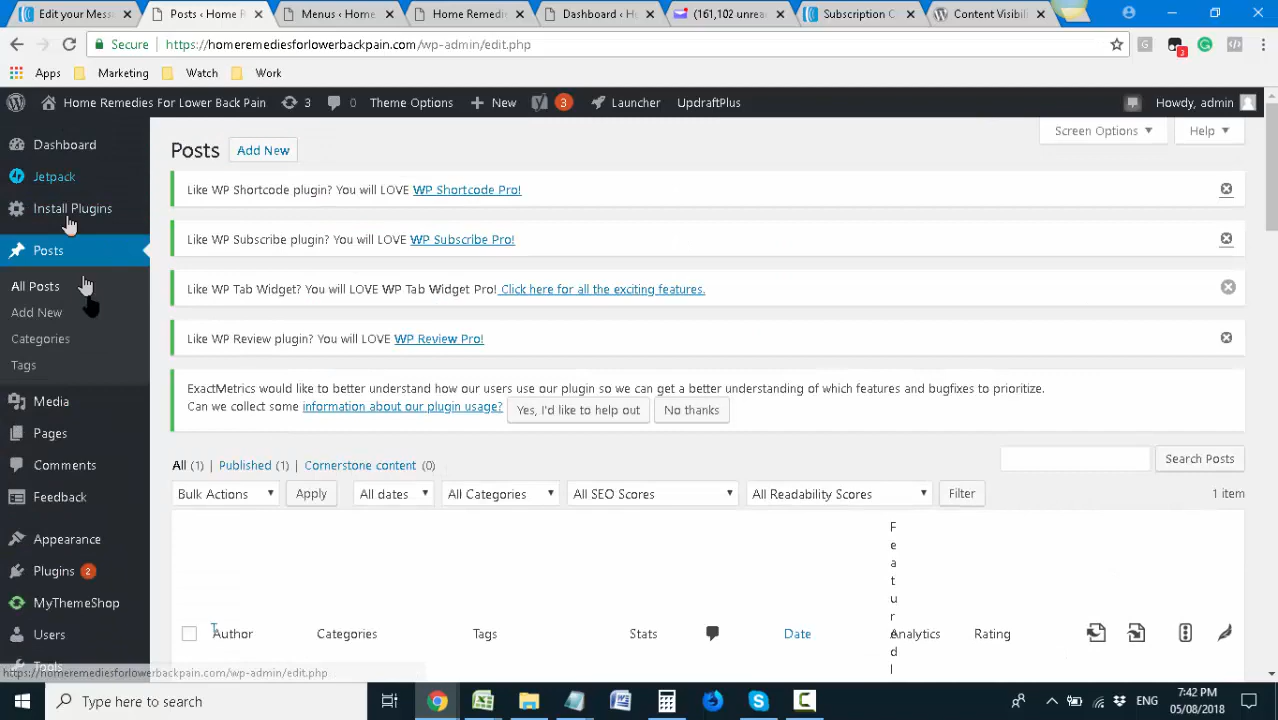 Edit your Messa
Posts ‹ Home R
Menus ‹ Home
Home Remedi
Dashboard ‹ H
(161,102 unrea
Subscription C
Content Visibili
Secure
https://homeremediesforlowerbackpain.com/wp-admin/edit.php
G
3
Apps
Marketing
Watch
Work
Home Remedies For Lower Back Pain
3
0
Theme Options
New
3
Launcher
UpdraftPlus
Howdy, admin
Dashboard
Jetpack
Install Plugins
Posts
All Posts
Add New
Categories
Tags
Media
Pages
Comments
Feedback
Appearance
Plugins 2
MyThemeShop
Users
Tools
Screen Options
Help
Posts
Add New
Like WP Shortcode plugin? You will LOVE WP Shortcode Pro!
Like WP Subscribe plugin? You will LOVE WP Subscribe Pro!
Like WP Tab Widget? You will LOVE WP Tab Widget Pro! Click here for all the exciting features.
Like WP Review plugin? You will LOVE WP Review Pro!
ExactMetrics would like to better understand how our users use our plugin so we can get a better understanding of which features and bugfixes to prioritize.
Can we collect some information about our plugin usage?
Yes, I'd like to help out
No thanks
All (1) | Published (1) | Cornerstone content (0)
Search Posts
Bulk Actions
Apply
All dates
All Categories
All SEO Scores
All Readability Scores
Filter
1 item
T
Author
Categories
Tags
Stats
Date
F
e
a
t
u
r
e
d
I
Analytics
Rating
https://homeremediesforlowerbackpain.com/wp-admin/edit.php
Type here to search
ENG
7:42 PM
05/08/2018